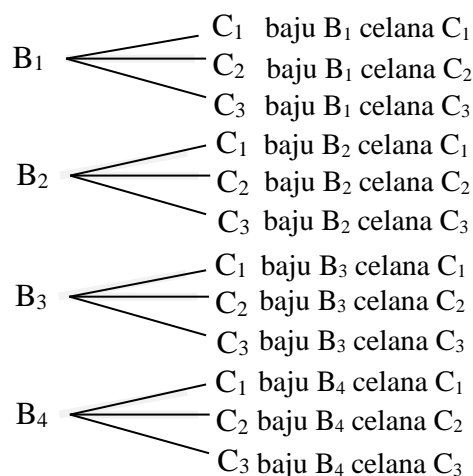 C₁ baju B₁ celana C₁
B₁ C₂ baju B₁ celana C₂
C₃ baju B₁ celana C₃
C₁ baju B₂ celana C₁
B₂ C₂ baju B₂ celana C₂
C₃ baju B₂ celana C₃
C₁ baju B₃ celana C₁
B₃ C₂ baju B₃ celana C₂
C₃ baju B₃ celana C₃
C₁ baju B₄ celana C₁
B₄ C₂ baju B₄ celana C₂
C₃ baju B₄ celana C₃